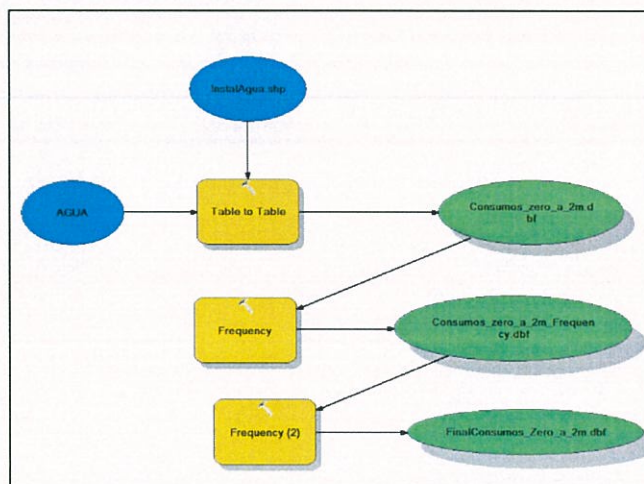 InstalAgua.shp
AGUA
Table to Table
Consumos_zero_a_2m.d
bf
Frequency
Consumos_zero_a_2m_Frequen
cy.dbf
Frequency (2)
FinalConsumos_Zero_a_2m.dbf